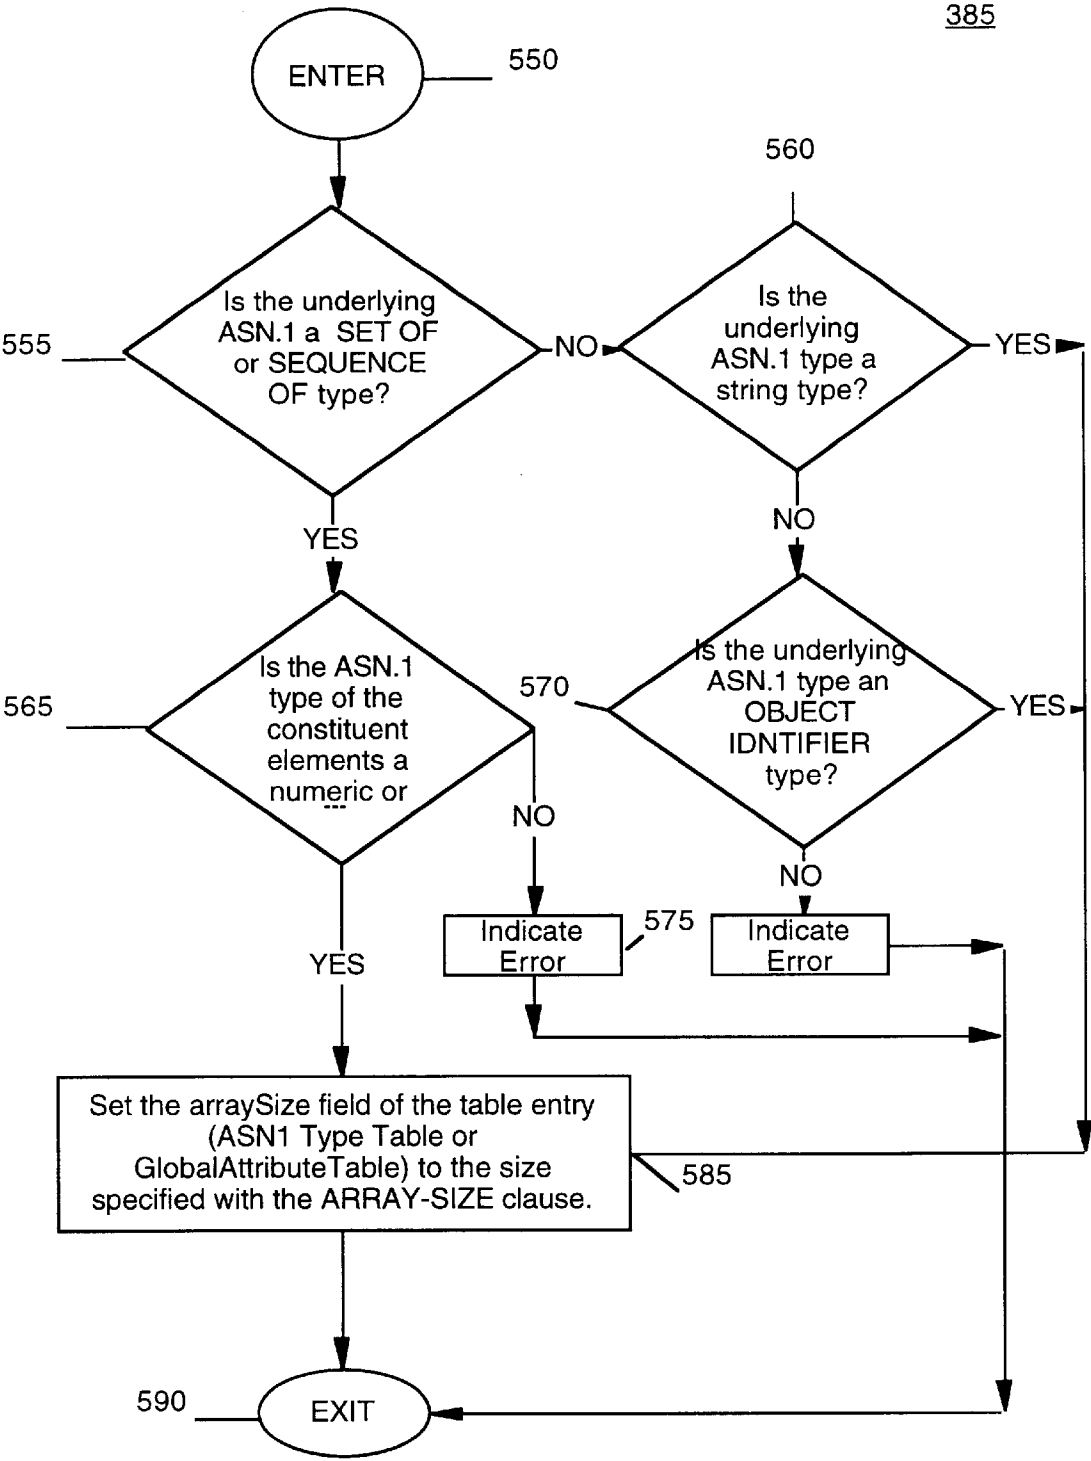 385
ENTER
550
560
Is the underlying
ASN.1 a SET OF
or SEQUENCE
OF type?
555
NO
Is the
underlying
ASN.1 type a
string type?
YES
YES
NO
Is the ASN.1
type of the
constituent
elements a
numeric or
...
565
NO
570
Is the underlying
ASN.1 type an
OBJECT
IDNTIFIER
type?
YES
NO
Indicate
Error
575
Indicate
Error
YES
Set the arraySize field of the table entry
(ASN1 Type Table or
GlobalAttributeTable) to the size
specified with the ARRAY-SIZE clause.
585
590
EXIT